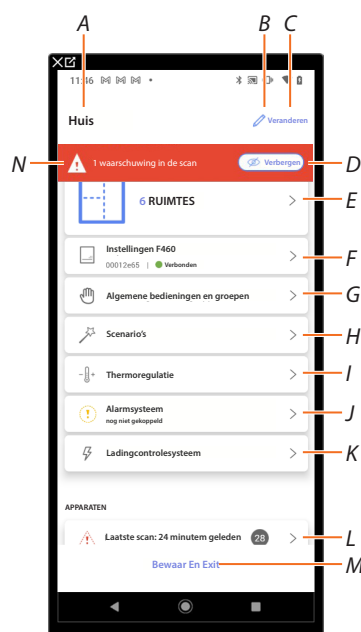 A
B
C
11:46
Huis
Veranderen
N
1 waarschuwing in de scan
Verbergen
D
6 RUIMTES
E
Instellingen F460
00012e65 | Verbonden
F
Algemene bedieningen en groepen
G
Scenario's
H
Thermoregulatie
I
Alarmsysteem
nog niet gekoppeld
J
Ladingcontrolesysteem
K
APPARATEN
Laatste scan: 24 minutem geleden
28
L
Bewaar En Exit
M